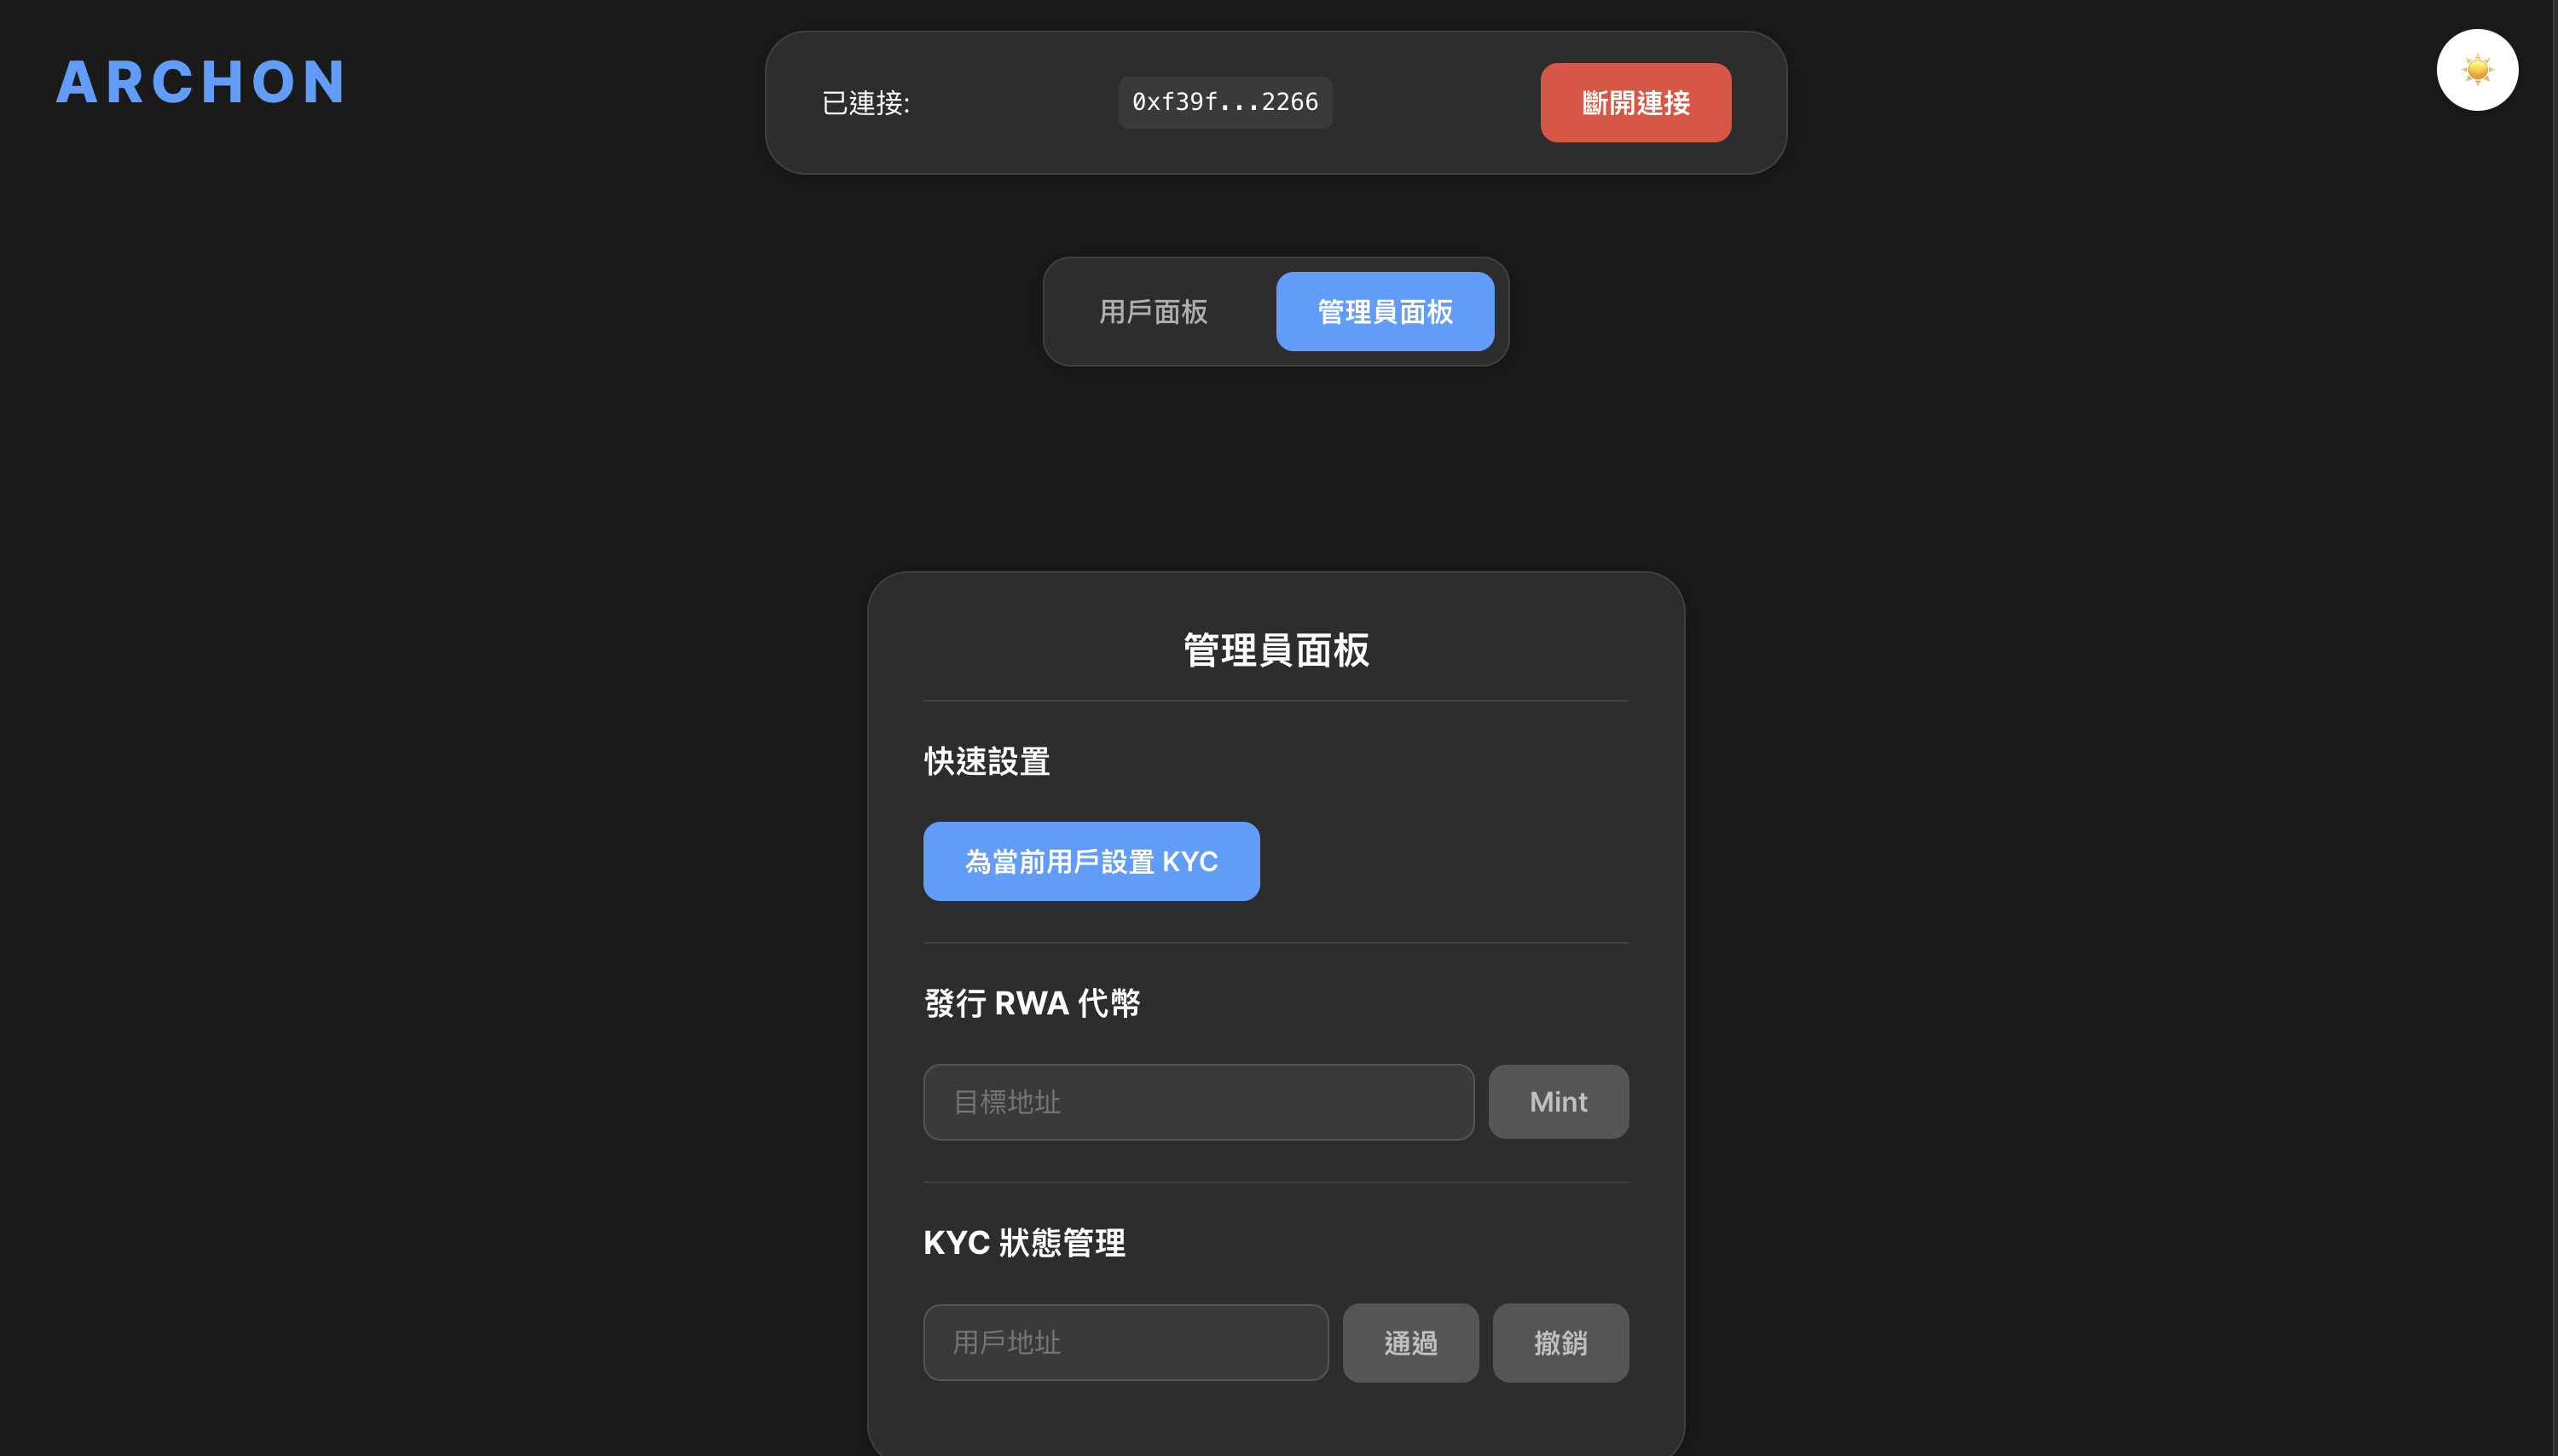 ARCHON
已連接:
0xf39f...2266
斷開連接
用戶面板
管理員面板
管理員面板
快速設置
為當前用戶設置 KYC
發行 RWA 代幣
目標地址
Mint
KYC 狀態管理
用戶地址
通過
撤銷